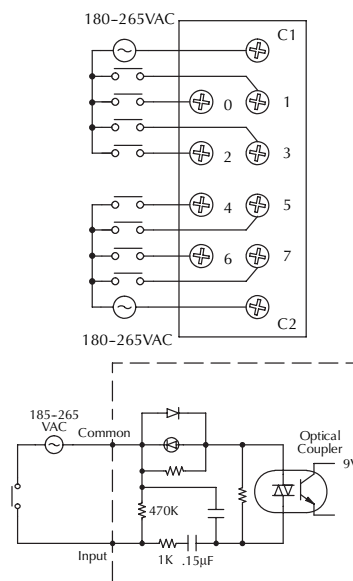 180-265VAC
C1
0 1
2 3
4 5
6 7
C2
180-265VAC
185-265
VAC
Common
Optical
Coupler
9V
470K
1K .15µF
Input